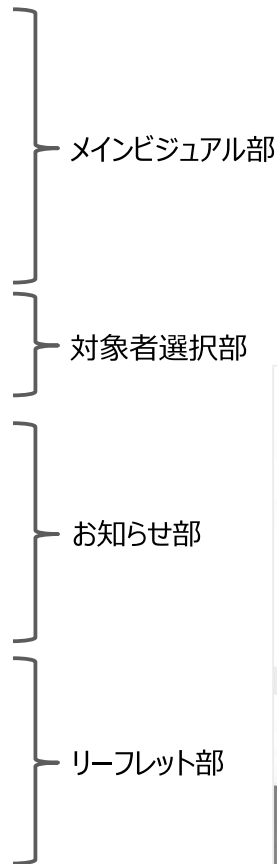 メインビジュアル部
対象者選択部
お知らせ部
リーフレット部